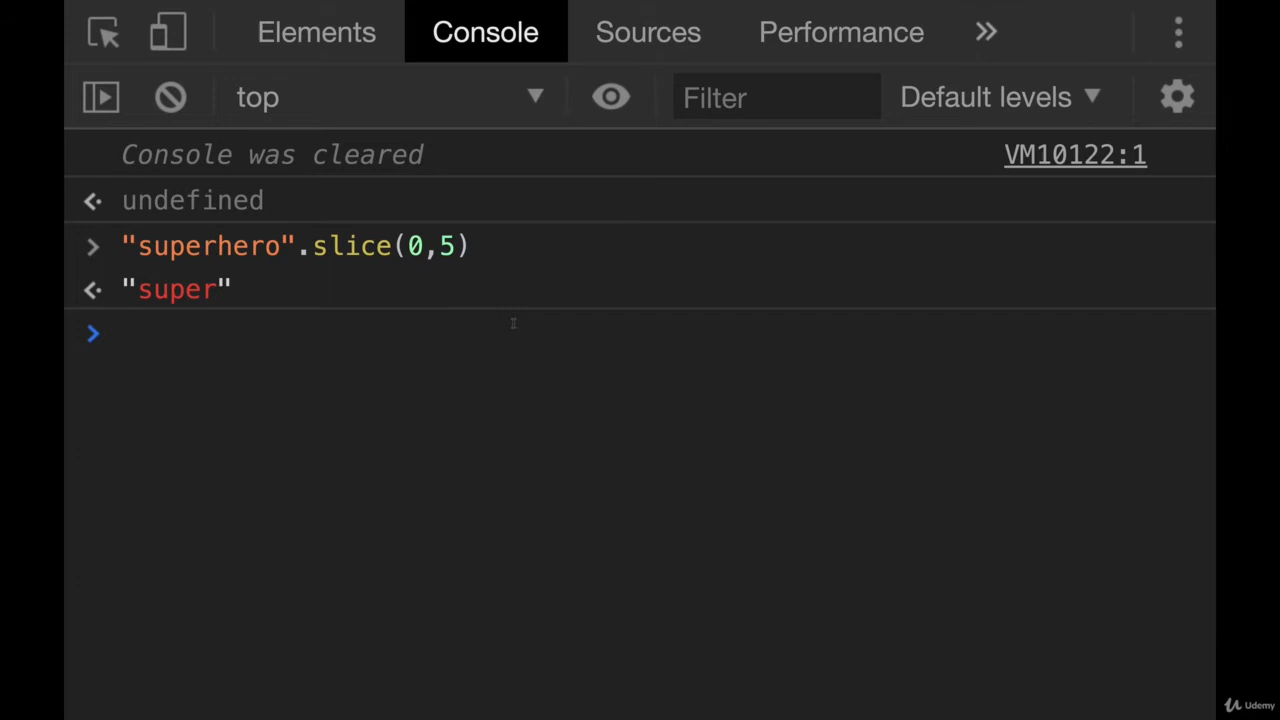 Elements Console Sources Performance »
top ▼ Filter Default levels ▼
Console was cleared VM10122:1
undefined
> "superhero".slice(0,5)
"super"
>
Udemy